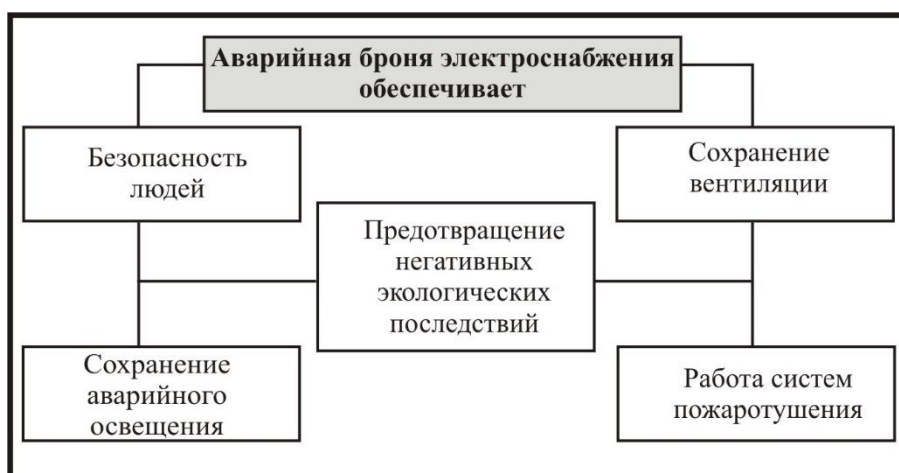 Аварийная броня электроснабжения
обеспечивает
Безопасность
людей
Сохранение
вентиляции
Предотвращение
негативных
экологических
последствий
Сохранение
аварийного
освещения
Работа систем
пожаротушения